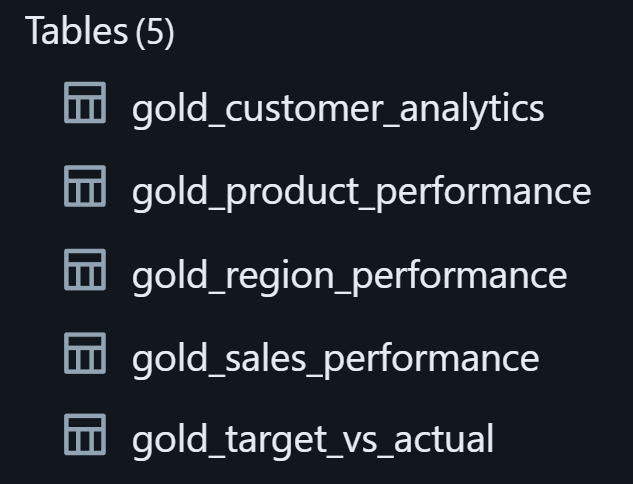 Tables (5)
gold_customer_analytics
gold_product_performance
gold_region_performance
gold_sales_performance
gold_target_vs_actual